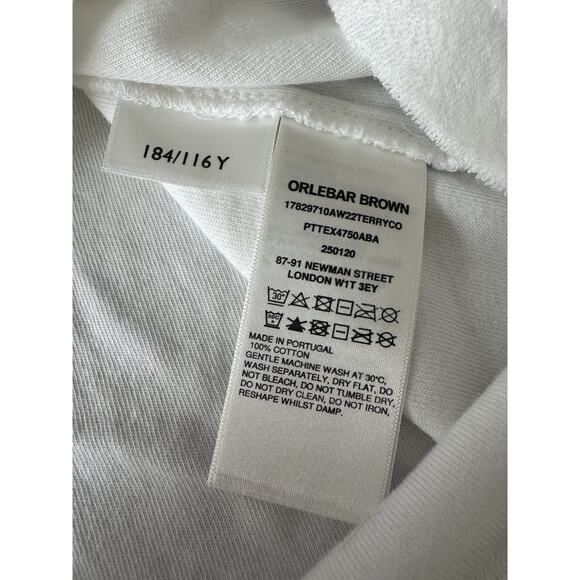 184/116Y
ORLEBAR BROWN
17829710AW22TERRYCO
PTTEX4750ABA
250120
87-91 NEWMAN STREET
LONDON W1T 3EY
30°
MADE IN PORTUGAL
100% COTTON
GENTLE MACHINE WASH AT 30°C,
WASH SEPARATELY, DRY FLAT, DO
NOT BLEACH, DO NOT TUMBLE DRY,
DO NOT DRY CLEAN, DO NOT IRON,
RESHAPE WHILST DAMP.